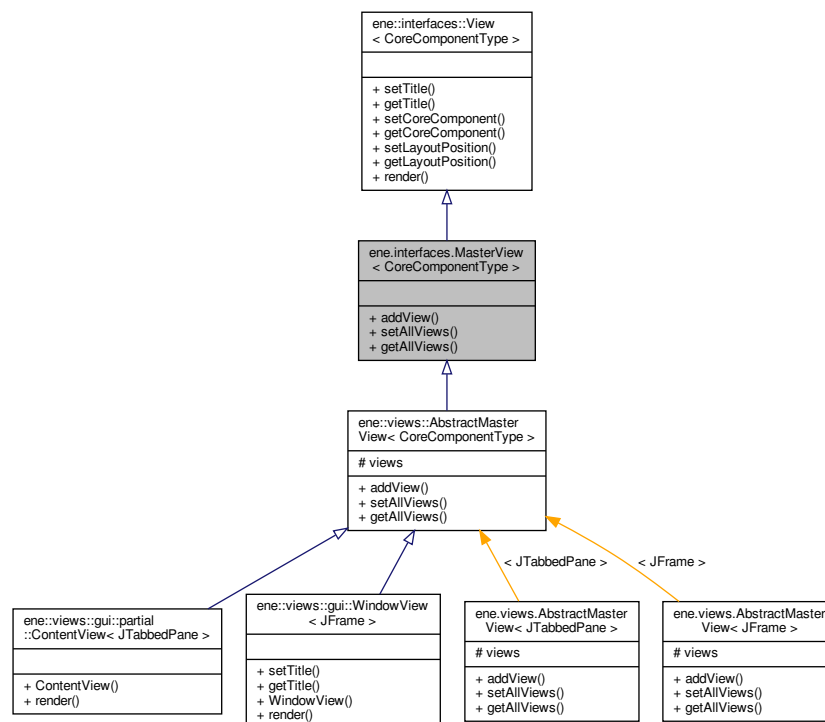 ene::interfaces::View
< CoreComponentType >
+ setTitle()
+ getTitle()
+ setCoreComponent()
+ getCoreComponent()
+ setLayoutPosition()
+ getLayoutPosition()
+ render()
ene.interfaces.MasterView
< CoreComponentType >
+ addView()
+ setAllViews()
+ getAllViews()
ene::views::AbstractMaster
View< CoreComponentType >
# views
+ addView()
+ setAllViews()
+ getAllViews()
< JTabbedPane >
< JFrame >
ene::views::gui::partial
::ContentView< JTabbedPane >
+ ContentView()
+ render()
ene::views::gui::WindowView
< JFrame >
+ setTitle()
+ getTitle()
+ WindowView()
+ render()
ene.views.AbstractMaster
View< JTabbedPane >
# views
+ addView()
+ setAllViews()
+ getAllViews()
ene.views.AbstractMaster
View< JFrame >
# views
+ addView()
+ setAllViews()
+ getAllViews()